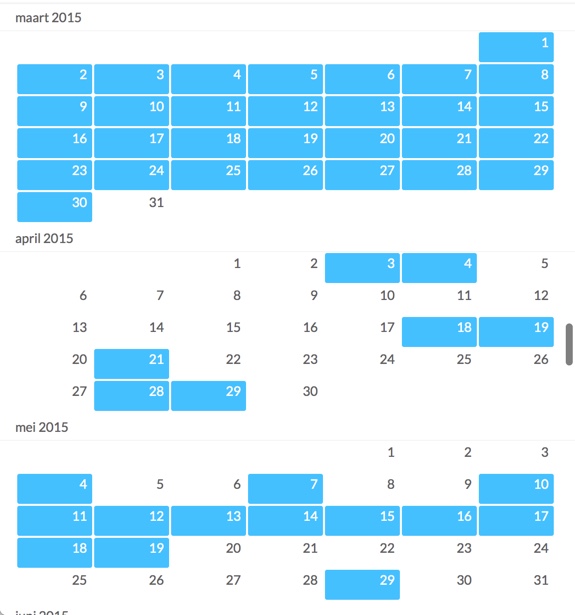 maart 2015
1
2 3 4 5 6 7 8
9 10 11 12 13 14 15
16 17 18 19 20 21 22
23 24 25 26 27 28 29
30 31
april 2015
1 2 3 4 5
6 7 8 9 10 11 12
13 14 15 16 17 18 19
20 21 22 23 24 25 26
27 28 29 30
mei 2015
1 2 3
4 5 6 7 8 9 10
11 12 13 14 15 16 17
18 19 20 21 22 23 24
25 26 27 28 29 30 31
juni 2015